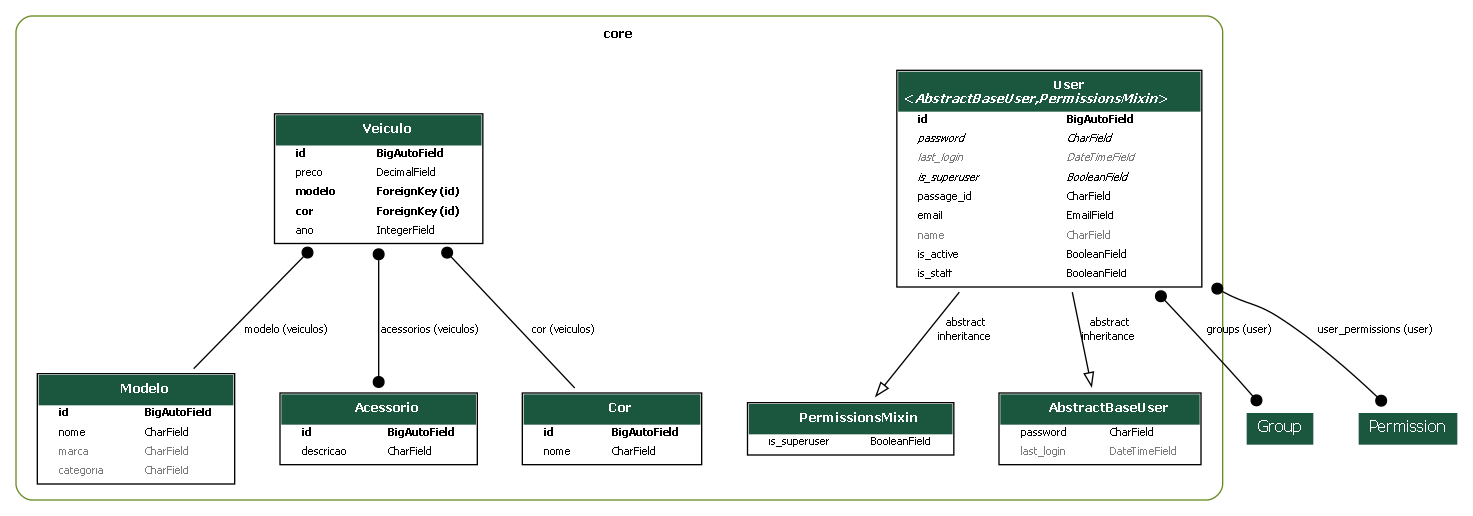 core
Veiculo
id BigAutoField
preco DecimalField
modelo ForeignKey (id)
cor ForeignKey (id)
ano IntegerField
User
<AbstractBaseUser,PermissionsMixin>
id BigAutoField
password CharField
last_login DateTimeField
is_superuser BooleanField
passage_id CharField
email EmailField
name CharField
is_active BooleanField
is_staff BooleanField
modelo (veiculos)
acessorios (veiculos)
cor (veiculos)
abstract
inheritance
abstract
inheritance
groups (user)
user_permissions (user)
Modelo
id BigAutoField
nome CharField
marca CharField
categoria CharField
Acessorio
id BigAutoField
descricao CharField
Cor
id BigAutoField
nome CharField
PermissionsMixin
is_superuser BooleanField
AbstractBaseUser
password CharField
last_login DateTimeField
Group
Permission